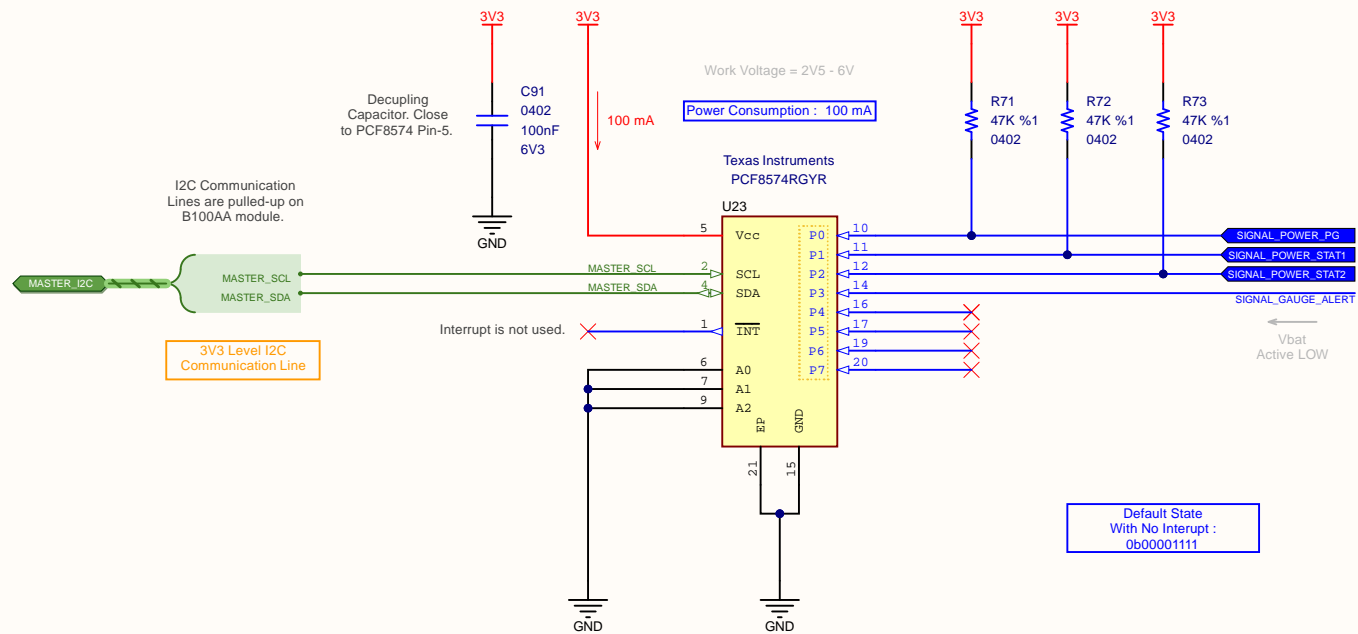 3V3
3V3
3V3
3V3
3V3
Work Voltage = 2V5 - 6V
Power Consumption :  100 mA
Decupling
Capacitor. Close
to PCF8574 Pin-5.
C91
0402
100nF
6V3
100 mA
R71
47K %1
0402
R72
47K %1
0402
R73
47K %1
0402
GND
Texas Instruments
PCF8574RGYR
U23
I2C Communication
Lines are pulled-up on
B100AA module.
MASTER_I2C
MASTER_SCL
MASTER_SDA
MASTER_SCL
MASTER_SDA
3V3 Level I2C
Communication Line
Interrupt is not used.
5 Vcc
2 SCL
4 SDA
1 INT
6 A0
7 A1
9 A2
P0 10
P1 11
P2 12
P3 14
P4 16
P5 17
P6 19
P7 20
EP
GND
21
15
SIGNAL_POWER_PG
SIGNAL_POWER_STAT1
SIGNAL_POWER_STAT2
SIGNAL_GAUGE_ALERT
Vbat
Active LOW
Default State
With No Interupt :
0b00001111
GND
GND